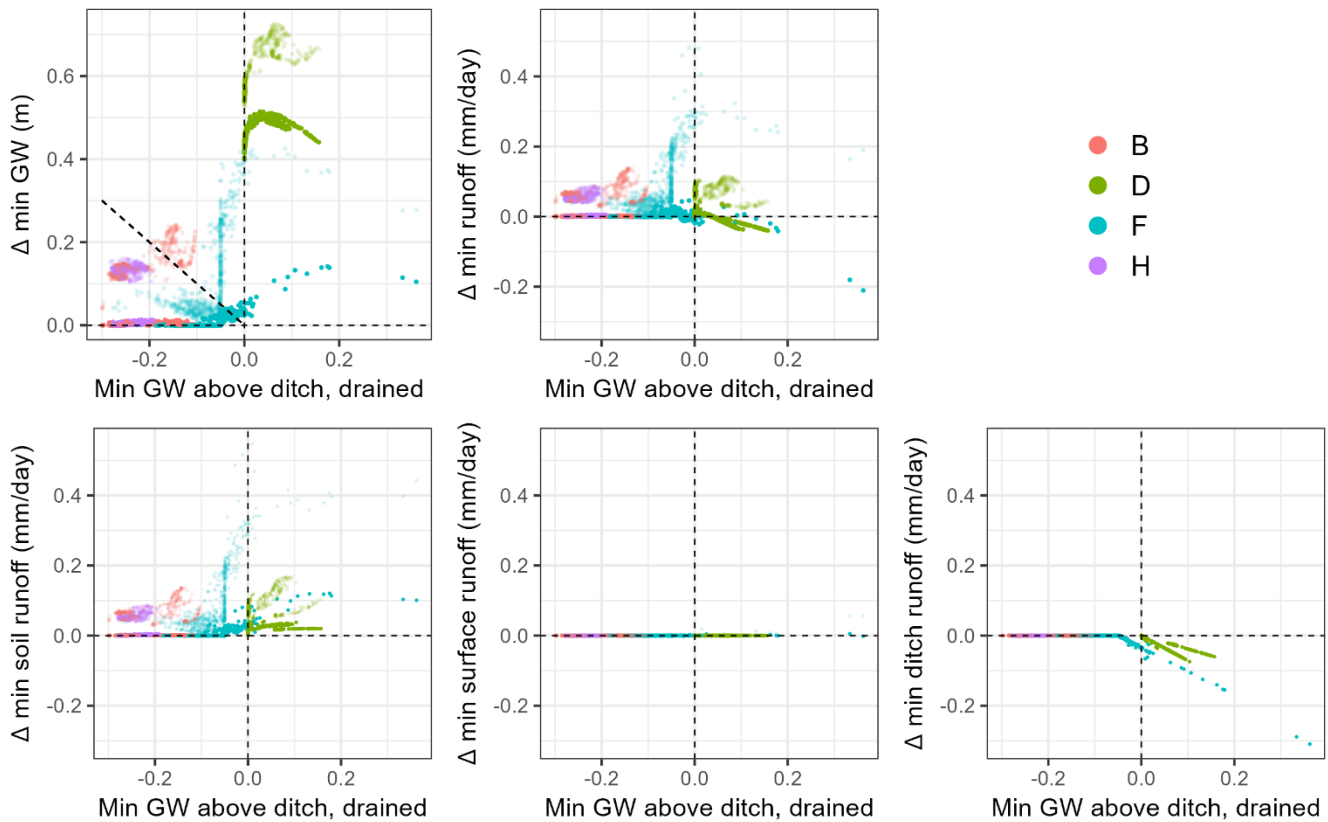 Δ min GW (m)
0.6
0.4
0.2
0.0
-0.2
0.0
0.2
Min GW above ditch, drained
Δ min runoff (mm/day)
0.4
0.2
0.0
-0.2
-0.2
0.0
0.2
Min GW above ditch, drained
B
D
F
H
Δ min soil runoff (mm/day)
0.4
0.2
0.0
-0.2
-0.2
0.0
0.2
Min GW above ditch, drained
Δ min surface runoff (mm/day)
0.4
0.2
0.0
-0.2
-0.2
0.0
0.2
Min GW above ditch, drained
Δ min ditch runoff (mm/day)
0.4
0.2
0.0
-0.2
-0.2
0.0
0.2
Min GW above ditch, drained